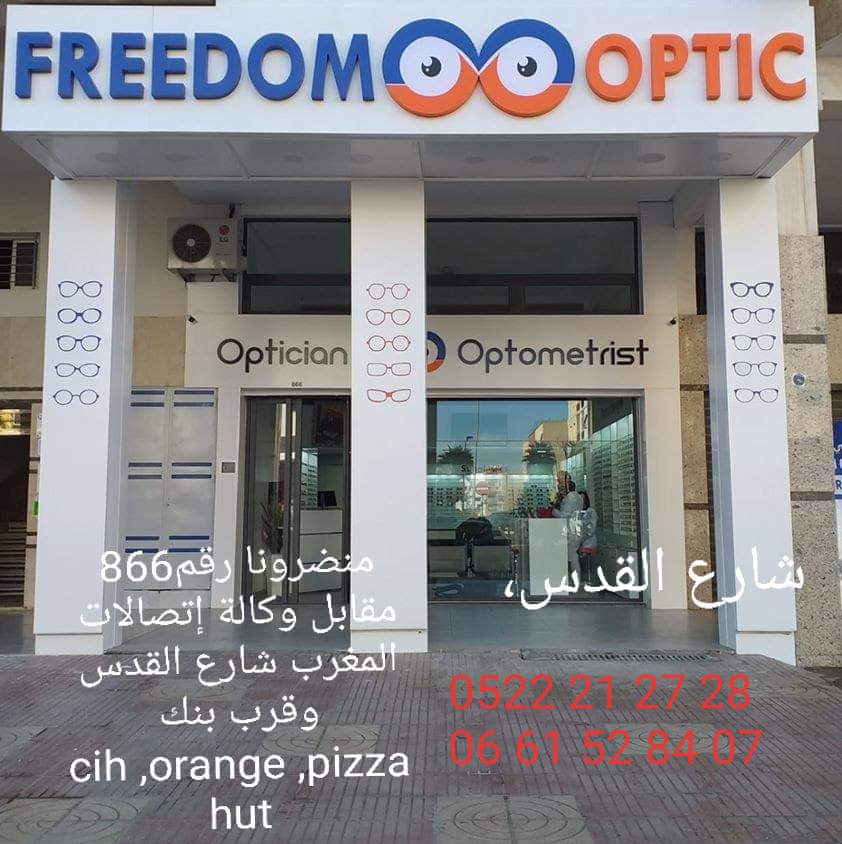 FREEDOM OPTIC
LG
Optician Optometrist
866
شارع القدس،
منضرونا رقم866
مقابل وكالة إتصالات
المغرب شارع القدس
وقرب بنك
cih ,orange ,pizza
hut
0522 21 27 28
06 61 52 84 07